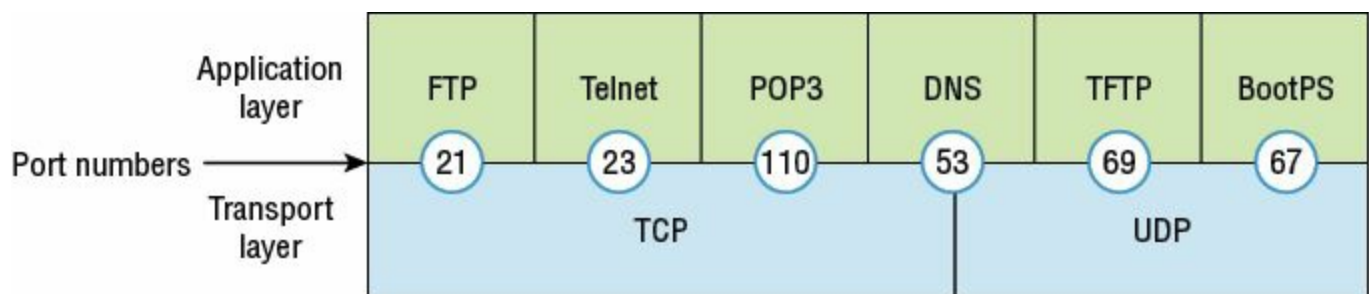 Application
layer
FTP
Telnet
POP3
DNS
TFTP
BootPS
Port numbers
21
23
110
53
69
67
Transport
layer
TCP
UDP